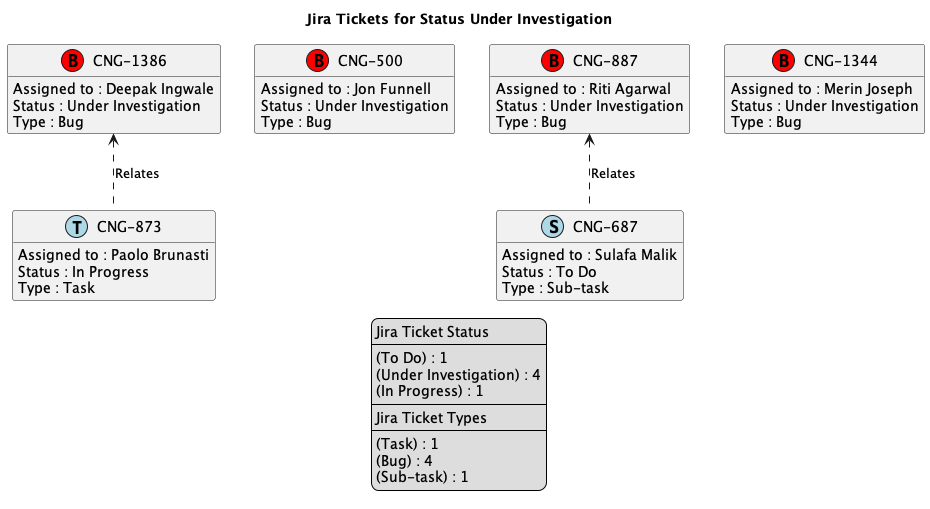 Jira Tickets for Status Under Investigation
B CNG-1386
Assigned to : Deepak Ingwale
Status : Under Investigation
Type : Bug
B CNG-500
Assigned to : Jon Funnell
Status : Under Investigation
Type : Bug
B CNG-887
Assigned to : Riti Agarwal
Status : Under Investigation
Type : Bug
B CNG-1344
Assigned to : Merin Joseph
Status : Under Investigation
Type : Bug
Relates
Relates
T CNG-873
Assigned to : Paolo Brunasti
Status : In Progress
Type : Task
S CNG-687
Assigned to : Sulafa Malik
Status : To Do
Type : Sub-task
Jira Ticket Status
(To Do) : 1
(Under Investigation) : 4
(In Progress) : 1
Jira Ticket Types
(Task) : 1
(Bug) : 4
(Sub-task) : 1